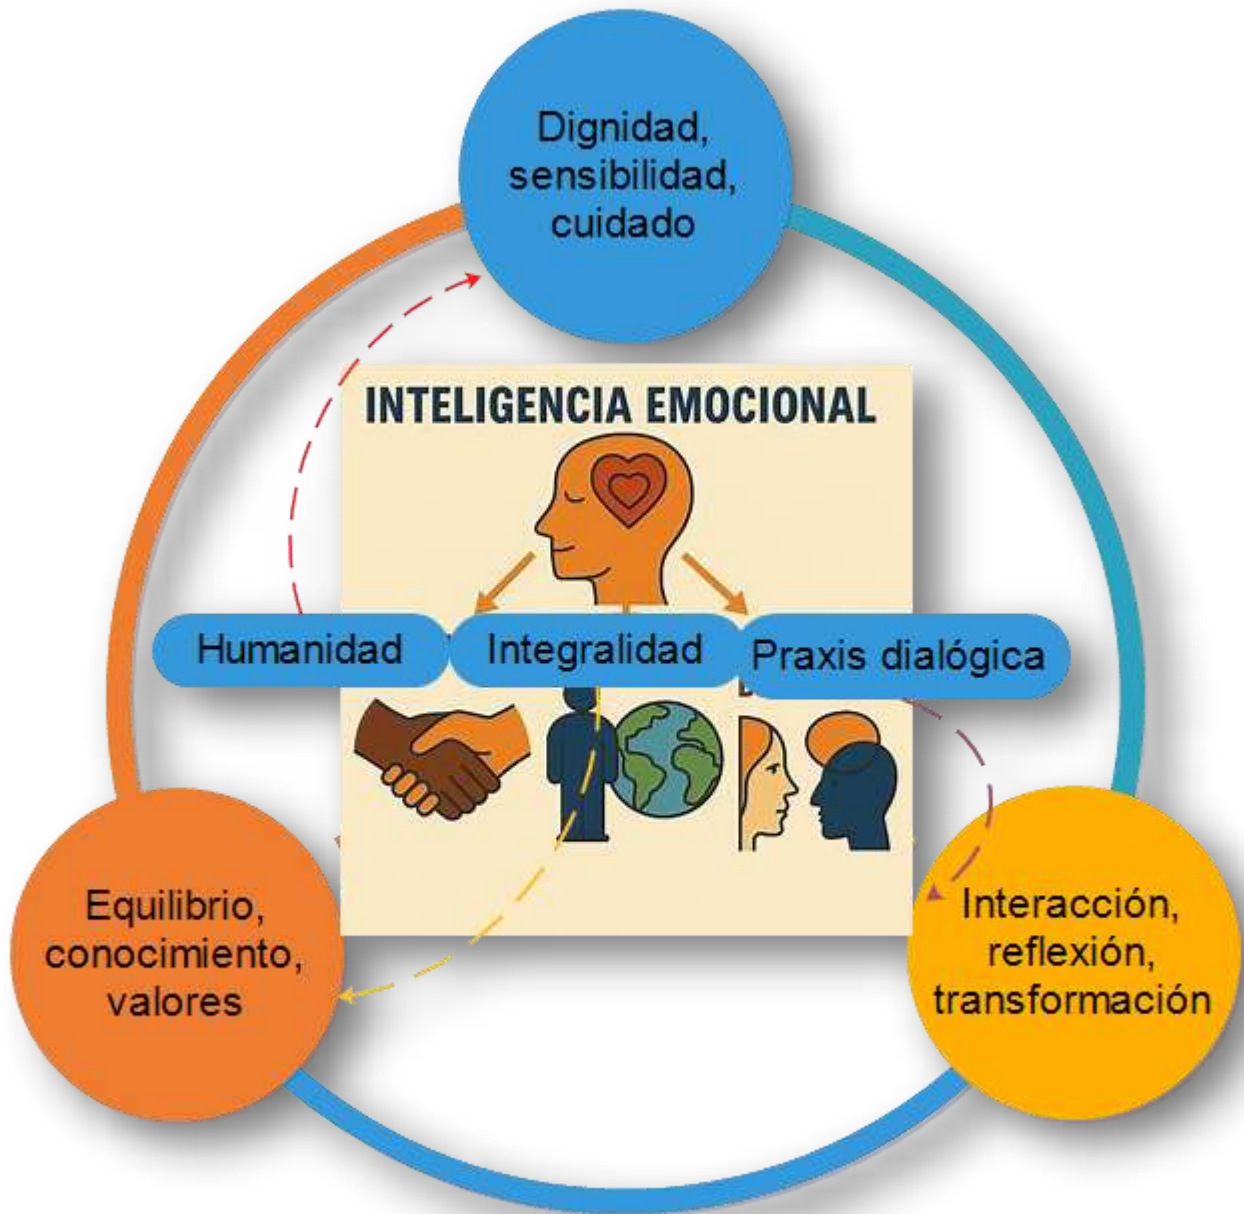 Dignidad,
sensibilidad,
cuidado
INTELIGENCIA EMOCIONAL
Humanidad
Integralidad
Praxis dialógica
Equilibrio,
conocimiento,
valores
Interacción,
reflexión,
transformación